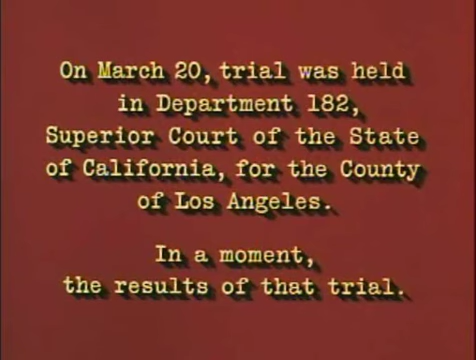 On March 20, trial was held
in Department 182,
Superior Court of the State
of California, for the County
of Los Angeles.
In a moment,
the results of that trial.